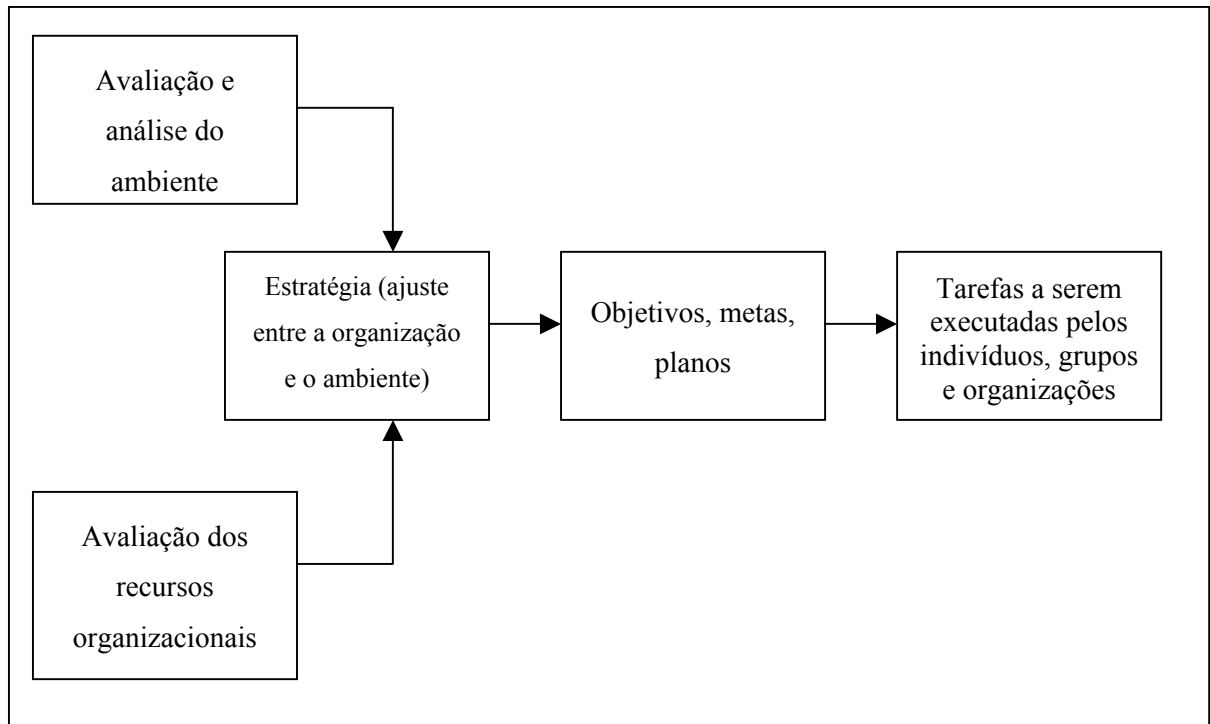 Avaliação e
análise do
ambiente
Estratégia (ajuste
entre a organização
e o ambiente)
Objetivos, metas,
planos
Tarefas a serem
executadas pelos
indivíduos, grupos
e organizações
Avaliação dos
recursos
organizacionais